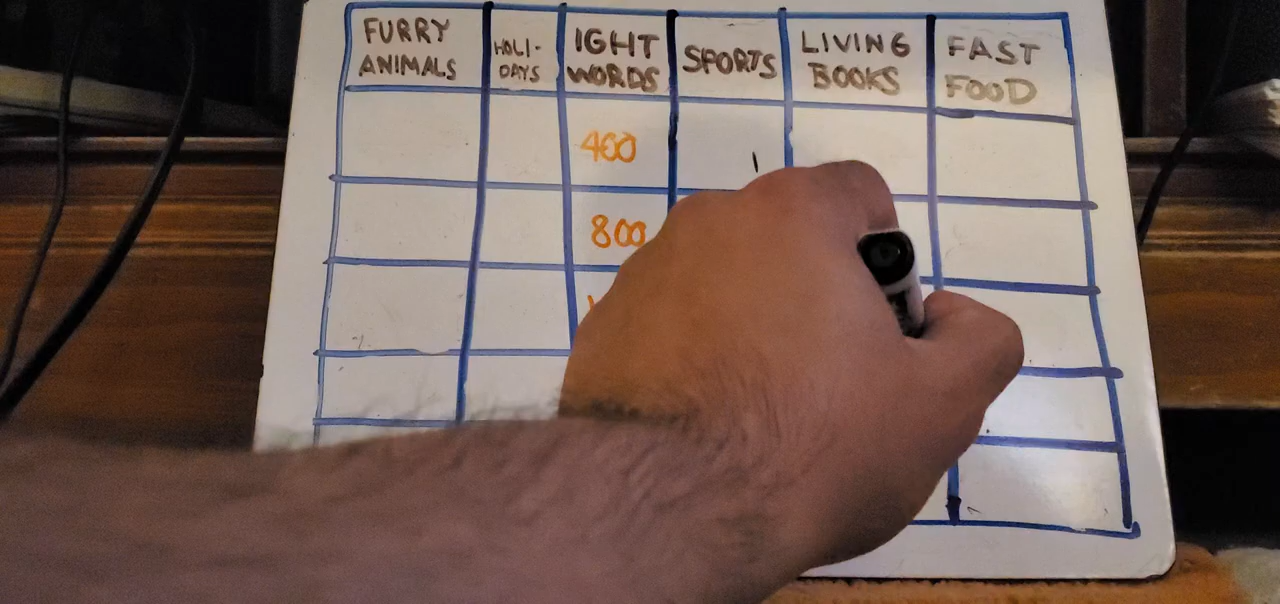 FURRY
ANIMALS
HOLI-
DAYS
IGHT
WORDS
SPORTS
LIVING
BOOKS
FAST
FOOD
400
800